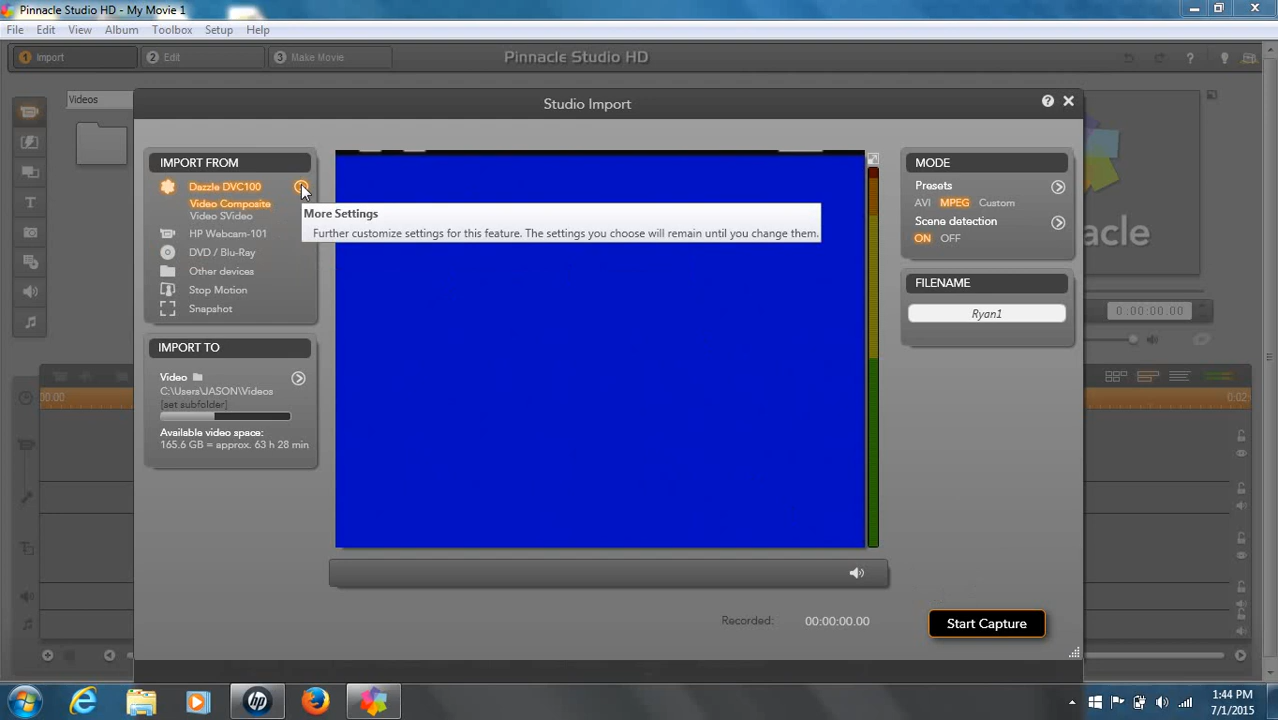 Pinnacle Studio HD - My Movie 1
File Edit View Album Toolbox Setup Help
1 Import 2 Edit 3 Make Movie Pinnacle Studio HD
Videos
Studio Import
IMPORT FROM
Dazzle DVC100
Video Composite
Video SVideo
HP Webcam-101
DVD / Blu-Ray
Other devices
Stop Motion
Snapshot
More Settings
Further customize settings for this feature. The settings you choose will remain until you change them.
IMPORT TO
Video
C:\Users\JASON\Videos
[set subfolder]
Available video space:
165.6 GB = approx. 63 h 28 min
MODE
Presets
AVI MPEG Custom
Scene detection
ON OFF
FILENAME
Ryan1
0:00:00.00
Recorded: 00:00:00.00
Start Capture
hp
1:44 PM
7/1/2015